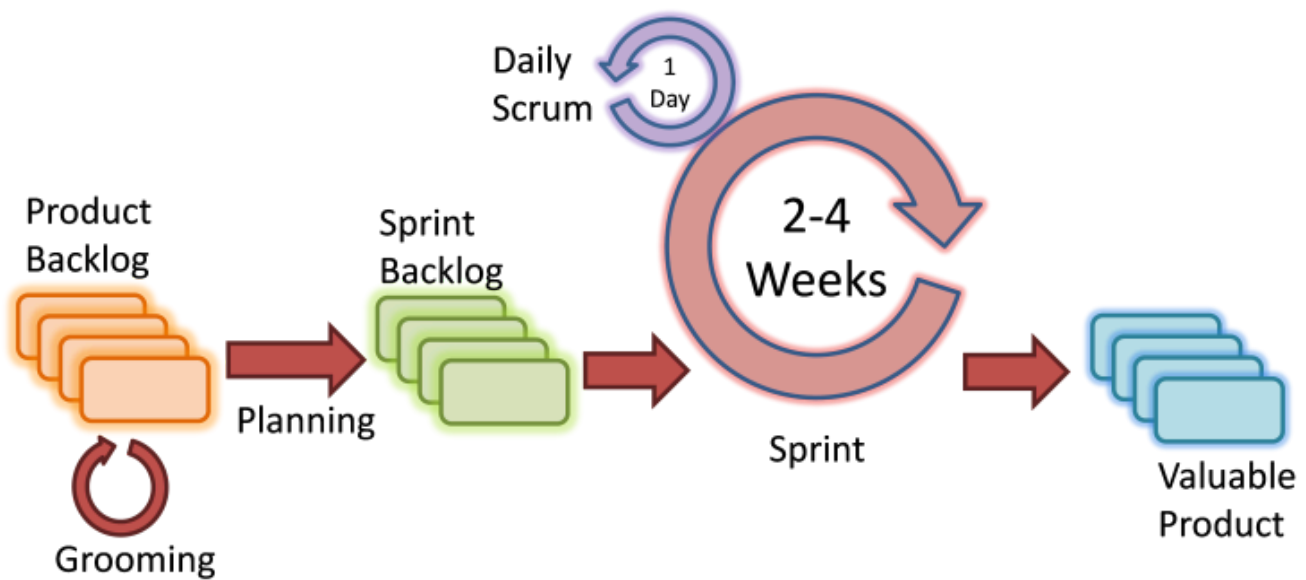 Daily
Scrum
1
Day
Product
Backlog
Sprint
Backlog
2-4
Weeks
Planning
Sprint
Grooming
Valuable
Product